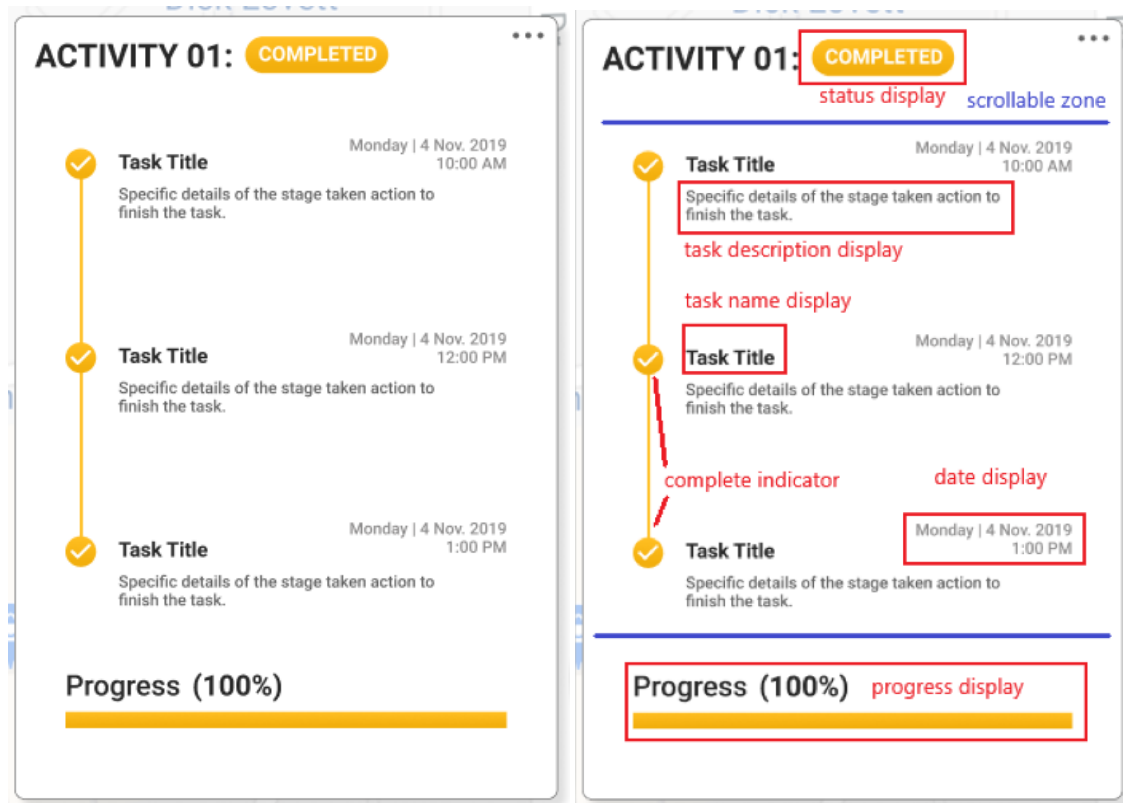 Dick Lovett
ACTIVITY 01: COMPLETED
Monday | 4 Nov. 2019
Task Title
10:00 AM
Specific details of the stage taken action to
finish the task.
Monday | 4 Nov. 2019
Task Title
12:00 PM
Specific details of the stage taken action to
finish the task.
Monday | 4 Nov. 2019
Task Title
1:00 PM
Specific details of the stage taken action to
finish the task.
Progress (100%)
ACTIVITY 01: COMPLETED
status display
scrollable zone
Monday | 4 Nov. 2019
Task Title
10:00 AM
Specific details of the stage taken action to
finish the task.
task description display
task name display
Monday | 4 Nov. 2019
Task Title
12:00 PM
Specific details of the stage taken action to
finish the task.
complete indicator
date display
Monday | 4 Nov. 2019
Task Title
1:00 PM
Specific details of the stage taken action to
finish the task.
Progress (100%)
progress display